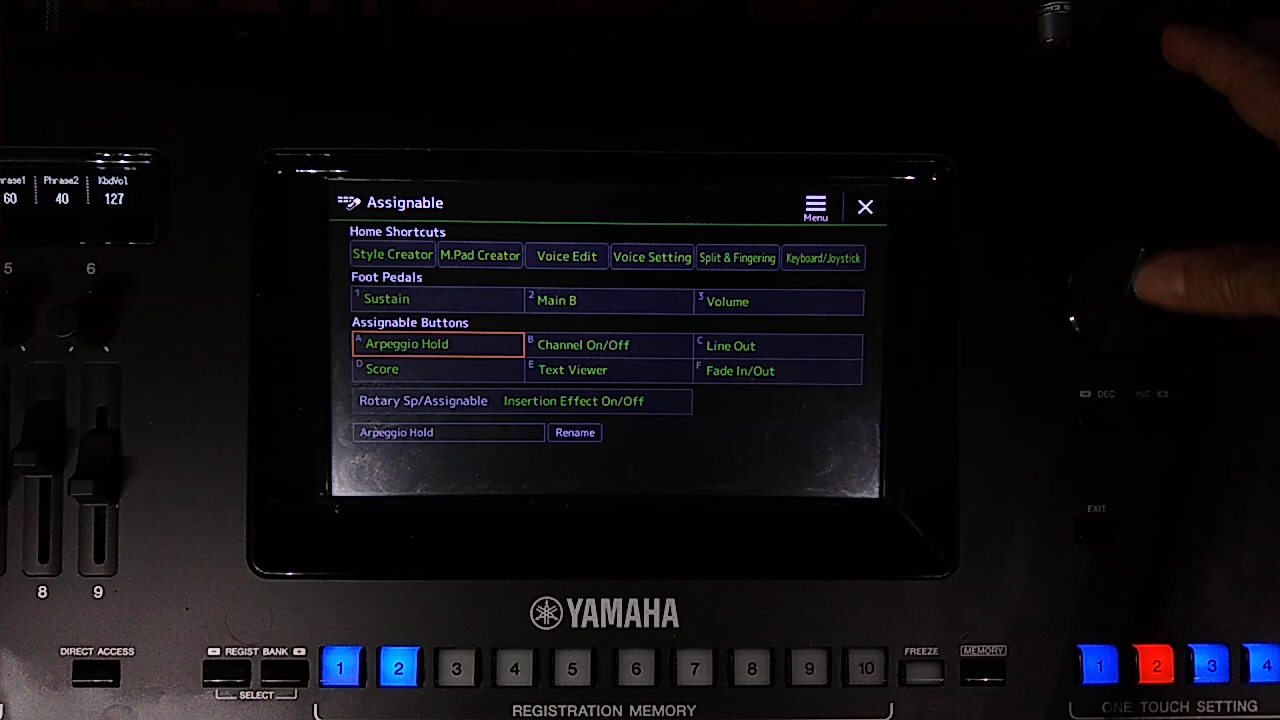 Phrase2 KbdVol
60 40 127
5 6
Assignable
Menu
Home Shortcuts
Style Creator M.Pad Creator Voice Edit Voice Setting Split & Fingering Keyboard/Joystick
Foot Pedals
1 Sustain 2 Main B 3 Volume
Assignable Buttons
A Arpeggio Hold B Channel On/Off C Line Out
D Score E Text Viewer F Fade In/Out
Rotary Sp/Assignable Insertion Effect On/Off
Arpeggio Hold Rename
DEC INC
EXIT
8 9
YAMAHA
DIRECT ACCESS - REGIST BANK + FREEZE MEMORY
1 2 3 4 5 6 7 8 9 10 1 2 3 4
SELECT
REGISTRATION MEMORY ONE TOUCH SETTING